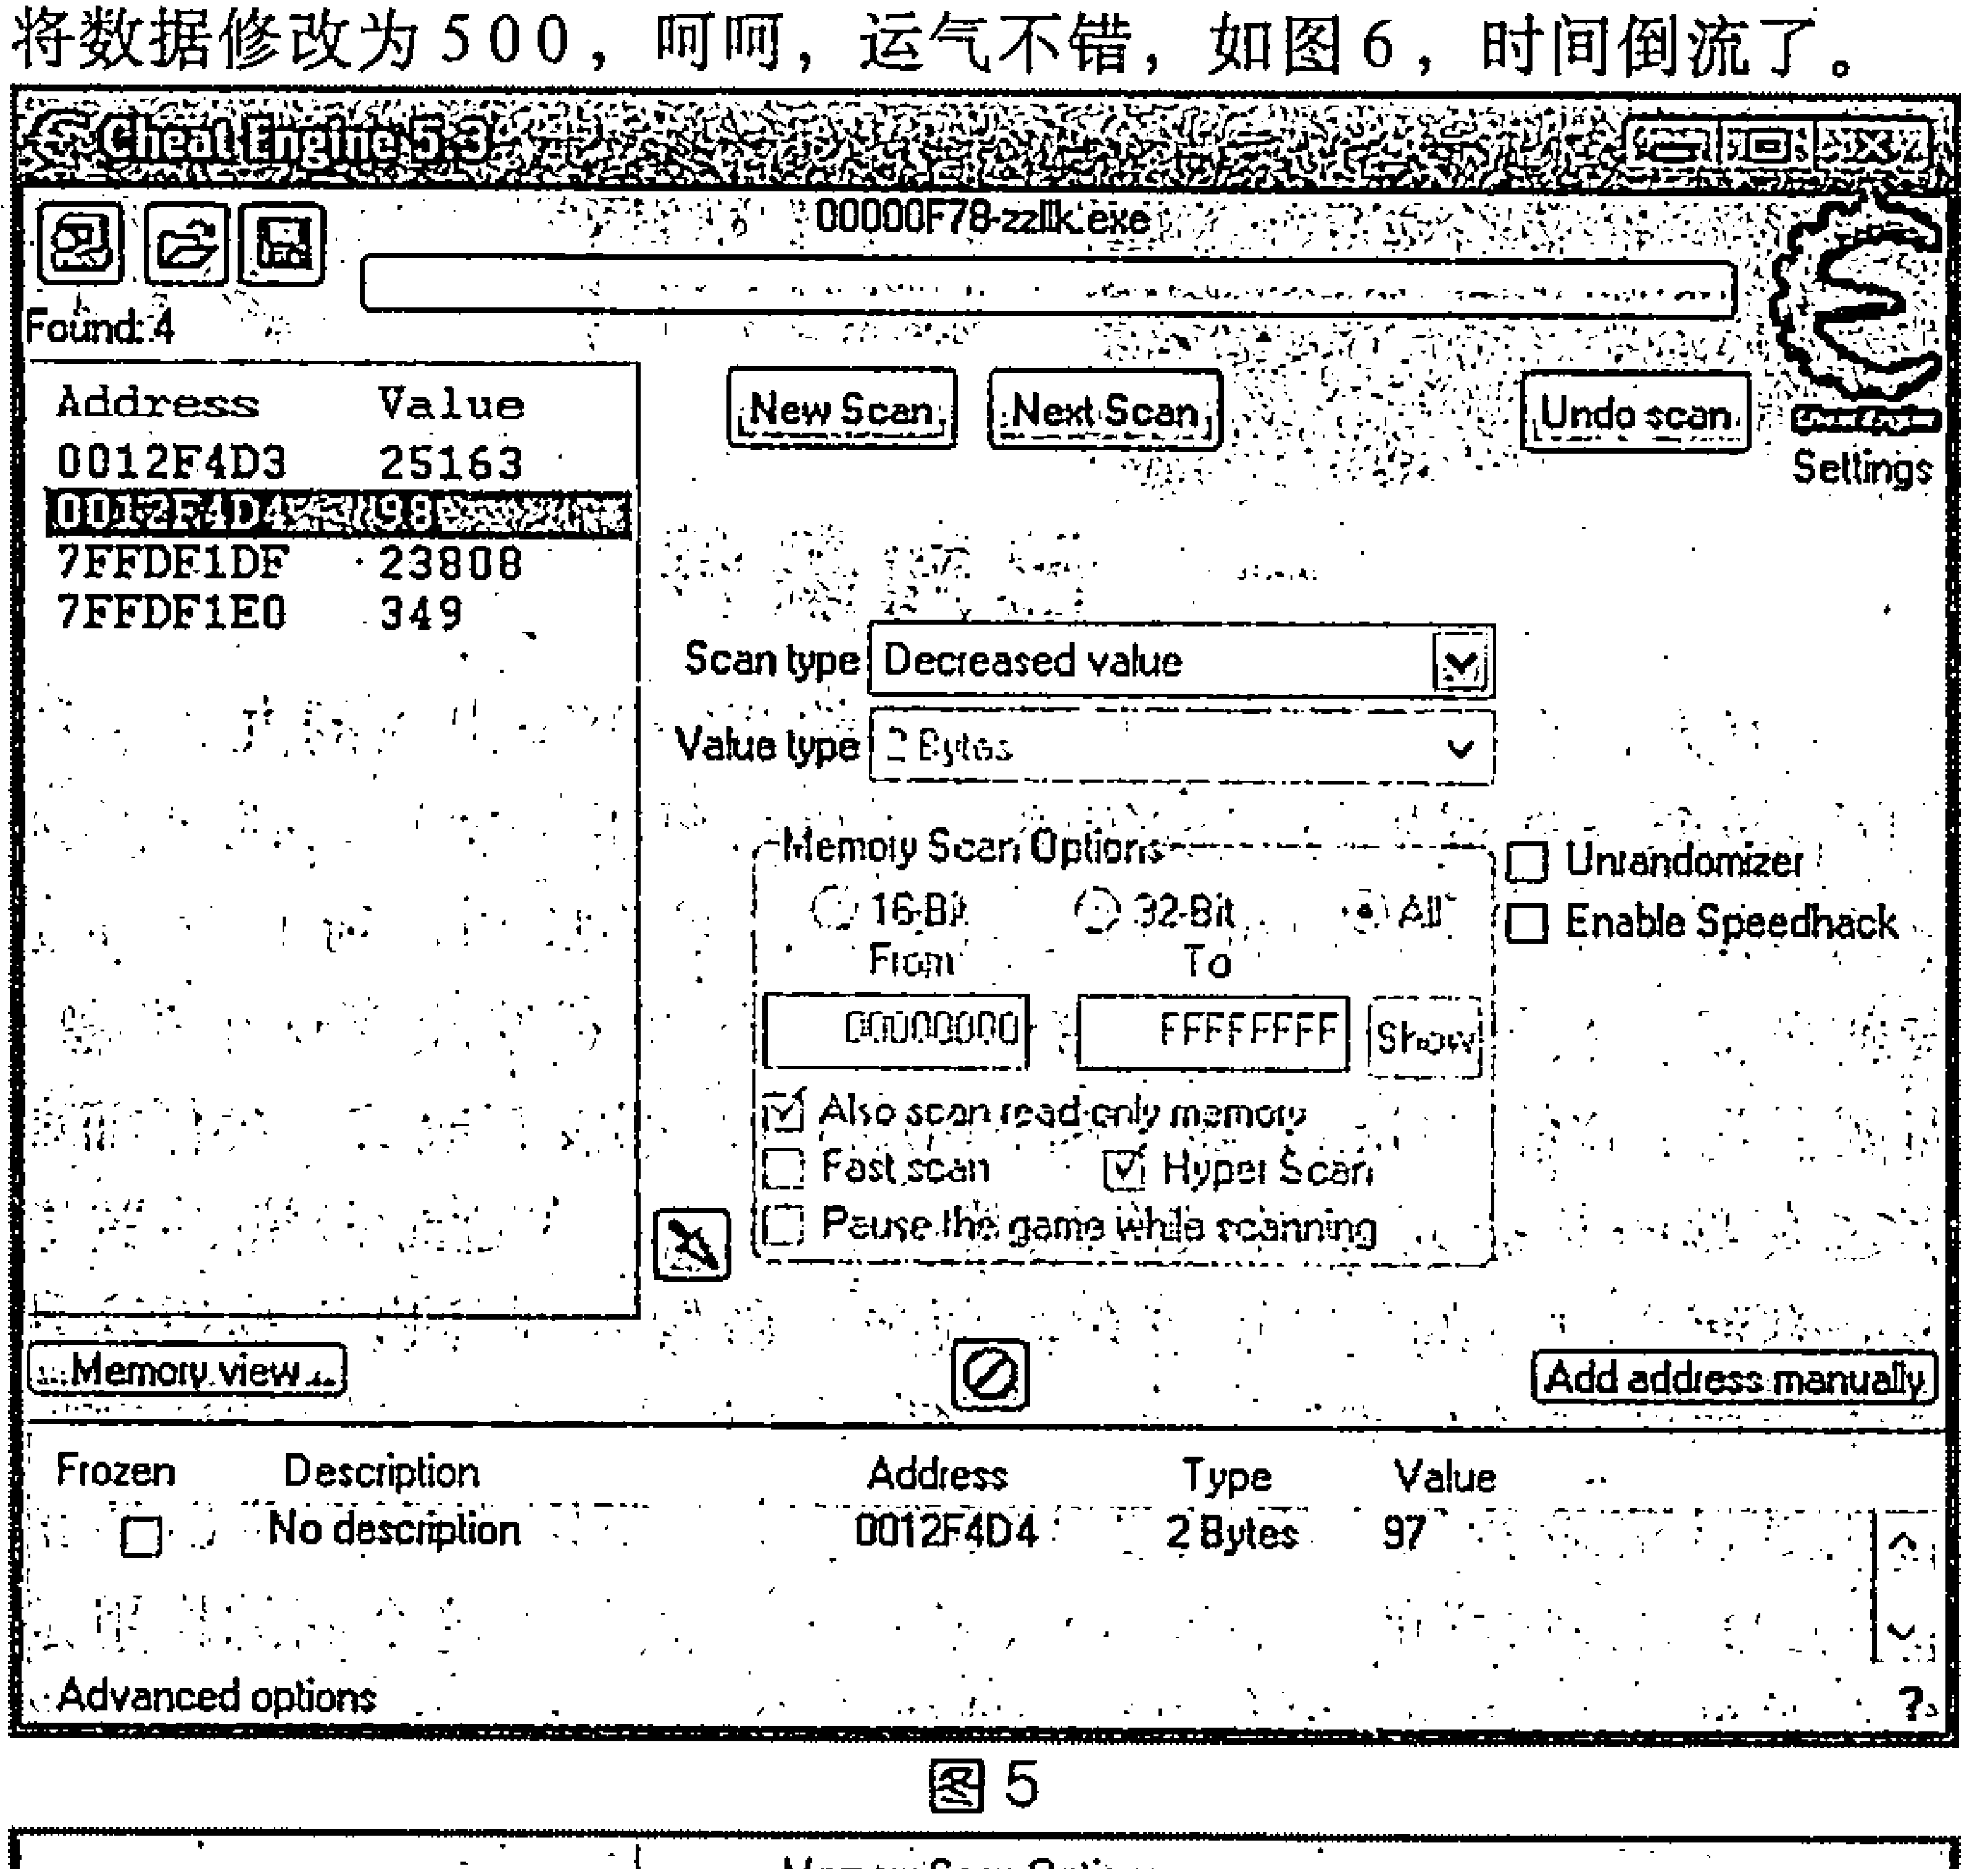 将数据修改为500，呵呵，运气不错，如图6，时间倒流了。
Cheat Engine 5.3
00000F78-zzllk.exe
Found: 4
Address Value
New Scan Next Scan Undo scan
0012F4D3 25163
Settings
0012F4D4 98
7FFDF1DF 23808
7FFDF1E0 349
Scan type Decreased value
Value type 2 Bytes
Memory Scan Options
Unrandomizer
16-Bit 32-Bit All
Enable Speedhack
From To
00000000 FFFFFFFF Show
Also scan read-only memory
Fast scan Hyper Scan
Pause the game while scanning
Memory view
Add address manually
Frozen Description Address Type Value
No description 0012F4D4 2 Bytes 97
Advanced options ?
图5